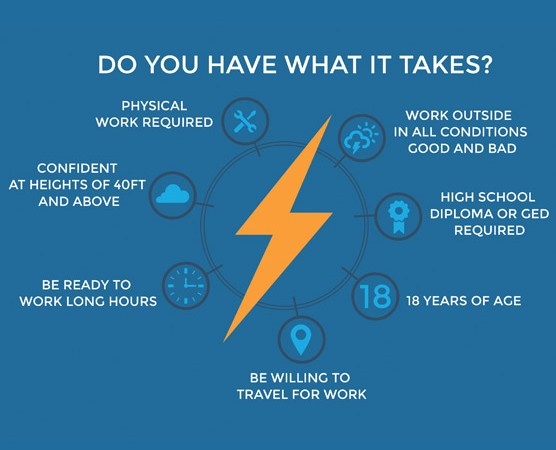 DO YOU HAVE WHAT IT TAKES?
PHYSICAL
WORK REQUIRED
WORK OUTSIDE
IN ALL CONDITIONS
GOOD AND BAD
CONFIDENT
AT HEIGHTS OF 40FT
AND ABOVE
HIGH SCHOOL
DIPLOMA OR GED
REQUIRED
BE READY TO
WORK LONG HOURS
18
18 YEARS OF AGE
BE WILLING TO
TRAVEL FOR WORK